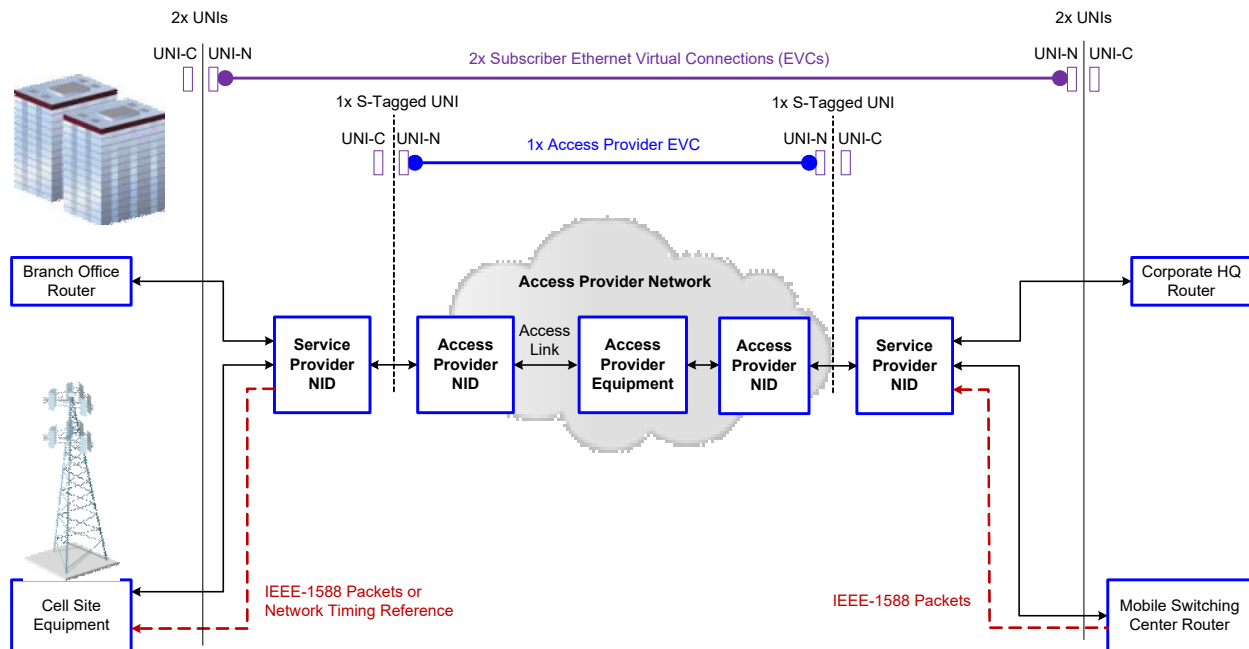 2x UNIs
2x UNIs
UNI-C
UNI-N
2x Subscriber Ethernet Virtual Connections (EVCs)
UNI-N
UNI-C
1x S-Tagged UNI
1x S-Tagged UNI
UNI-C
UNI-N
1x Access Provider EVC
UNI-N
UNI-C
Branch Office
Router
Access Provider Network
Corporate HQ
Router
Service
Provider
NID
Access
Provider
NID
Access
Link
Access
Provider
Equipment
Access
Provider
NID
Service
Provider
NID
Cell Site
Equipment
IEEE-1588 Packets or
Network Timing Reference
IEEE-1588 Packets
Mobile Switching
Center Router